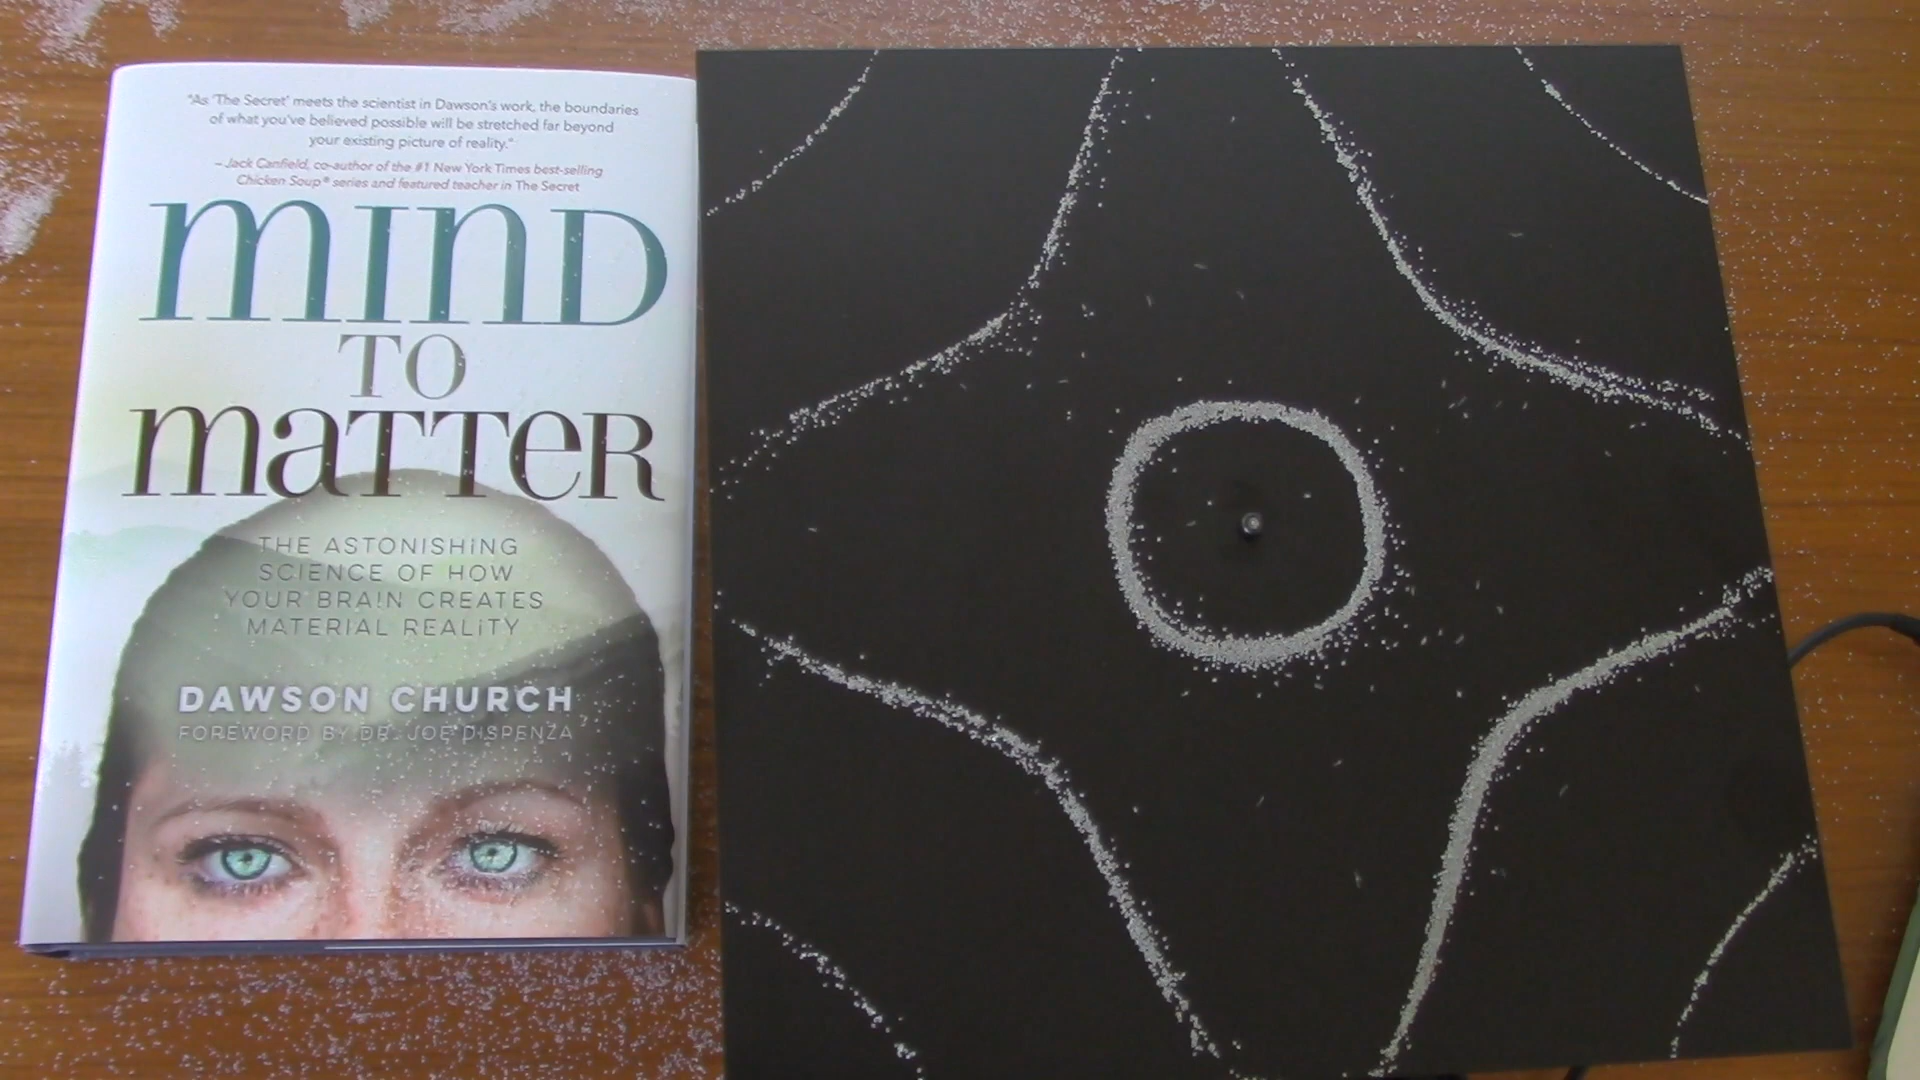 "As 'The Secret' meets the scientist in Dawson's work, the boundaries
of what you've believed possible will be stretched far beyond
your existing picture of reality."
– Jack Canfield, co-author of the #1 New York Times best-selling
Chicken Soup® series and featured teacher in The Secret
mind
TO
matter
THE ASTONISHING
SCIENCE OF HOW
YOUR BRAIN CREATES
MATERIAL REALITY
DAWSON CHURCH
FOREWORD BY DR. JOE DISPENZA